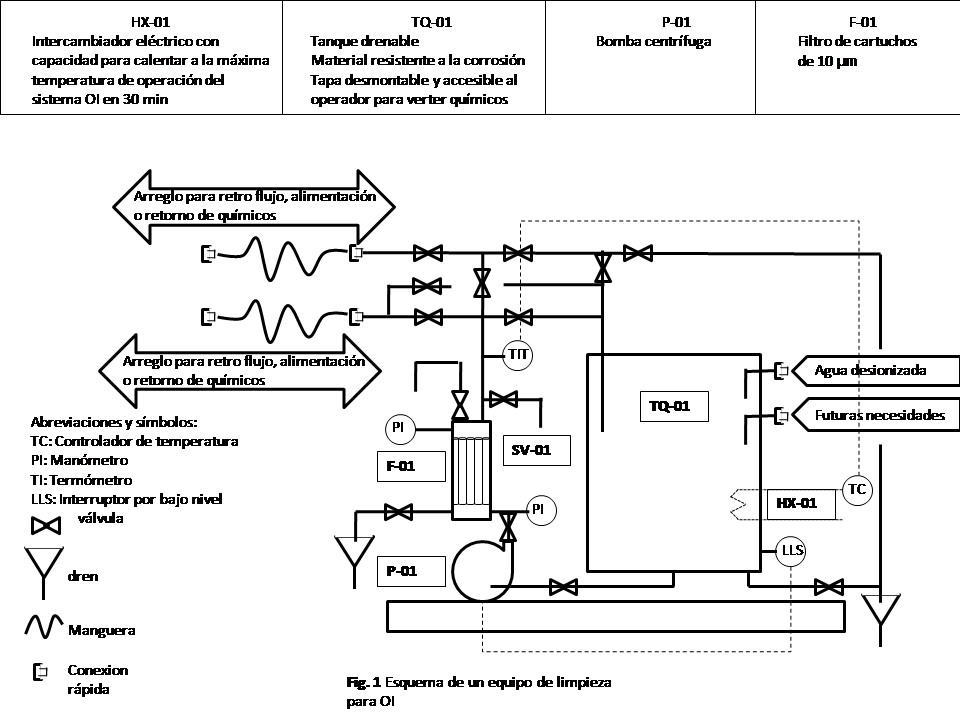 HX-01
Intercambiador eléctrico con
capacidad para calentar a la máxima
temperatura de operación del
sistema OI en 30 min
TQ-01
Tanque drenable
Material resistente a la corrosión
Tapa desmontable y accesible al
operador para verter químicos
P-01
Bomba centrífuga
F-01
Filtro de cartuchos
de 10 µm
Arreglo para retro flujo, alimentación
o retorno de químicos
Arreglo para retro flujo, alimentación
o retorno de químicos
TIT
Agua desionizada
Futuras necesidades
TQ-01
PI
SV-01
F-01
TC
HX-01
PI
LLS
P-01
Abreviaciones y símbolos:
TC: Controlador de temperatura
PI: Manómetro
TI: Termómetro
LLS: Interruptor por bajo nivel
válvula
dren
Manguera
Conexion
rápida
Fig. 1 Esquema de un equipo de limpieza
para OI